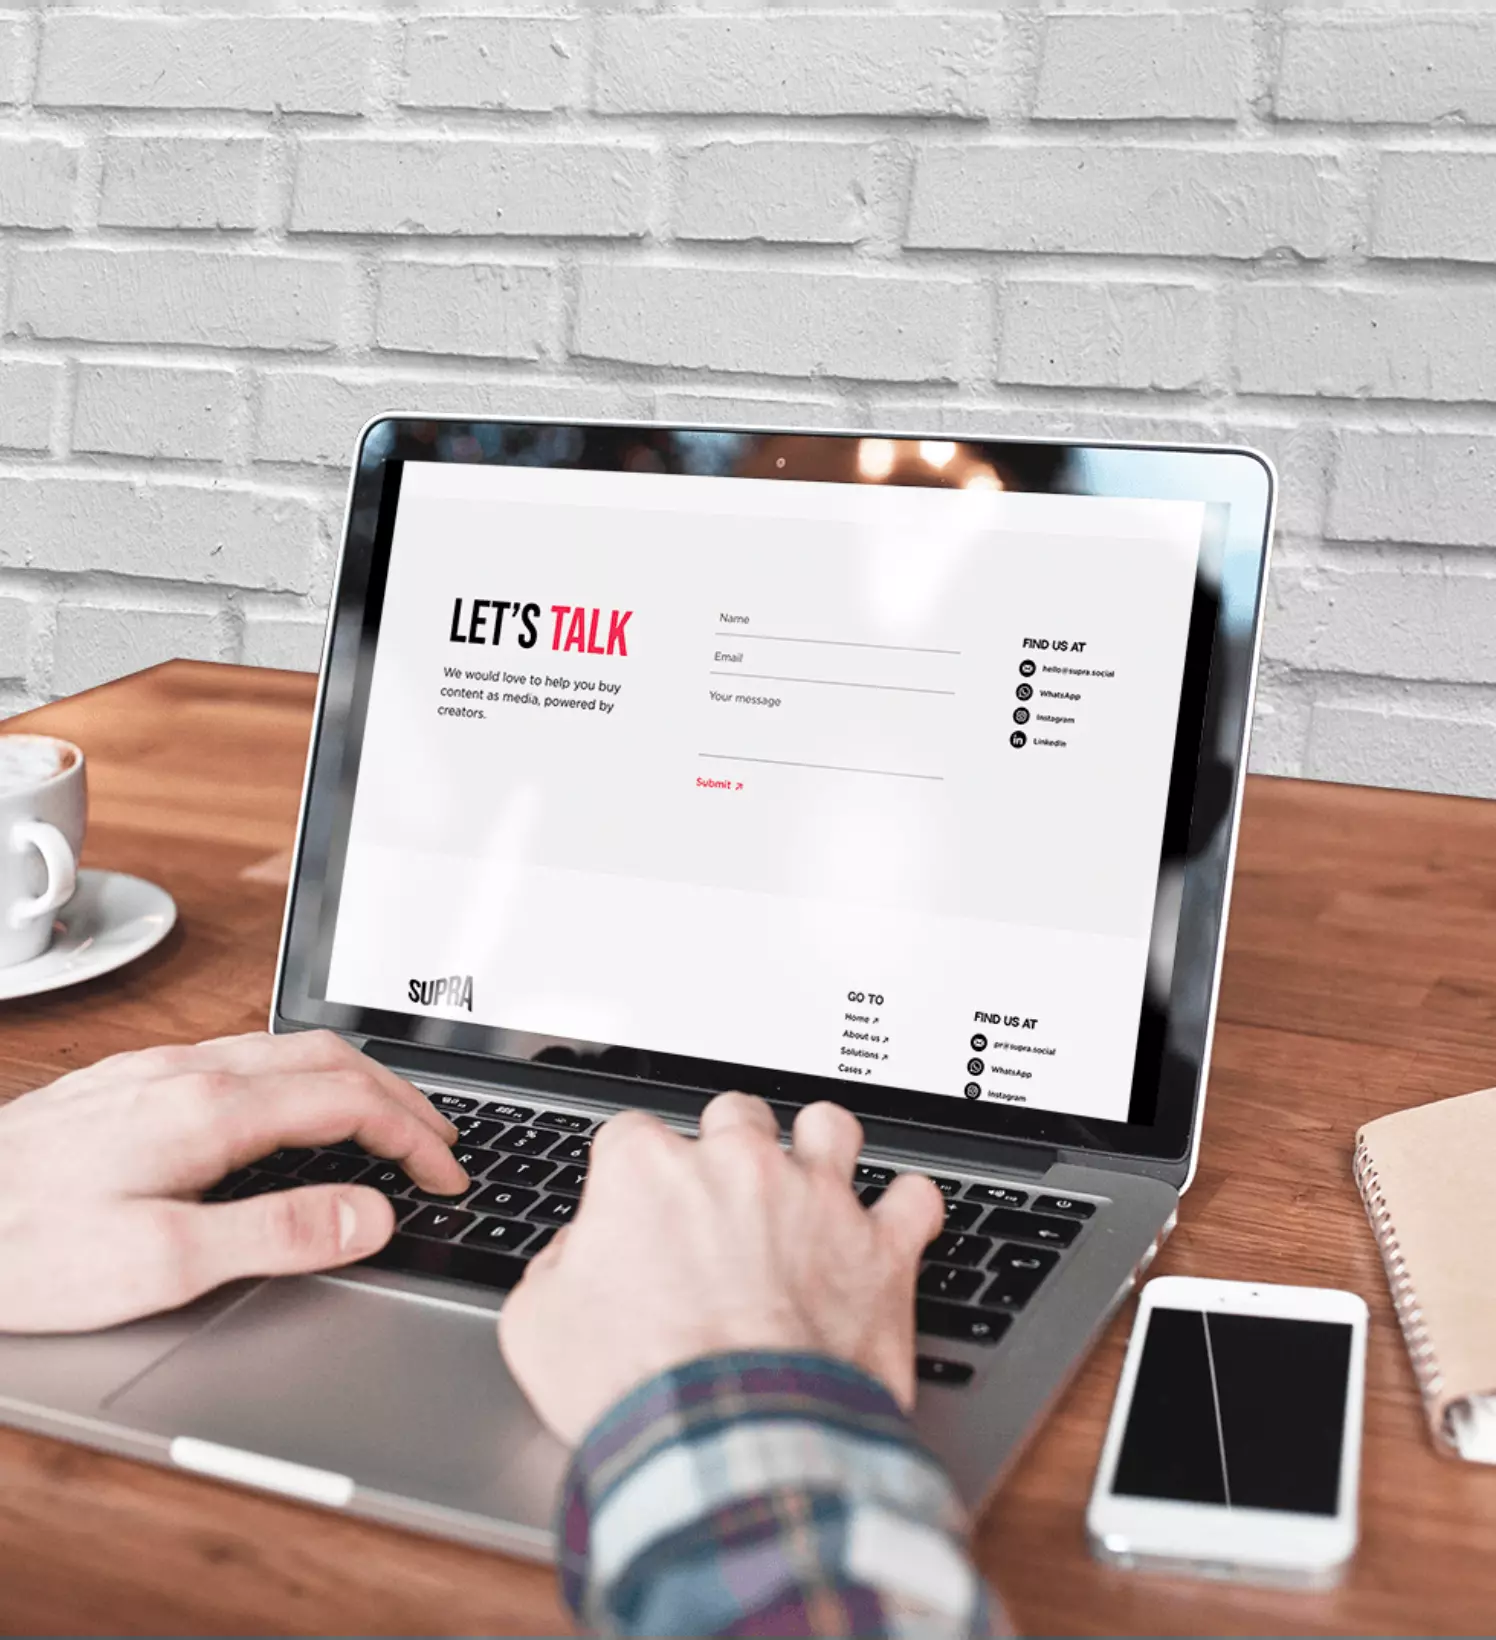 LET'S TALK
We would love to help you buy
content as media, powered by
creators.
Name
Email
Your message
Submit ↗
FIND US AT
hello@supra.social
WhatsApp
Instagram
LinkedIn
SUPRA
GO TO
Home ↗
About us ↗
Solutions ↗
Cases ↗
FIND US AT
pr@supra.social
WhatsApp
Instagram
R
T
Y
D
G
H
V
B